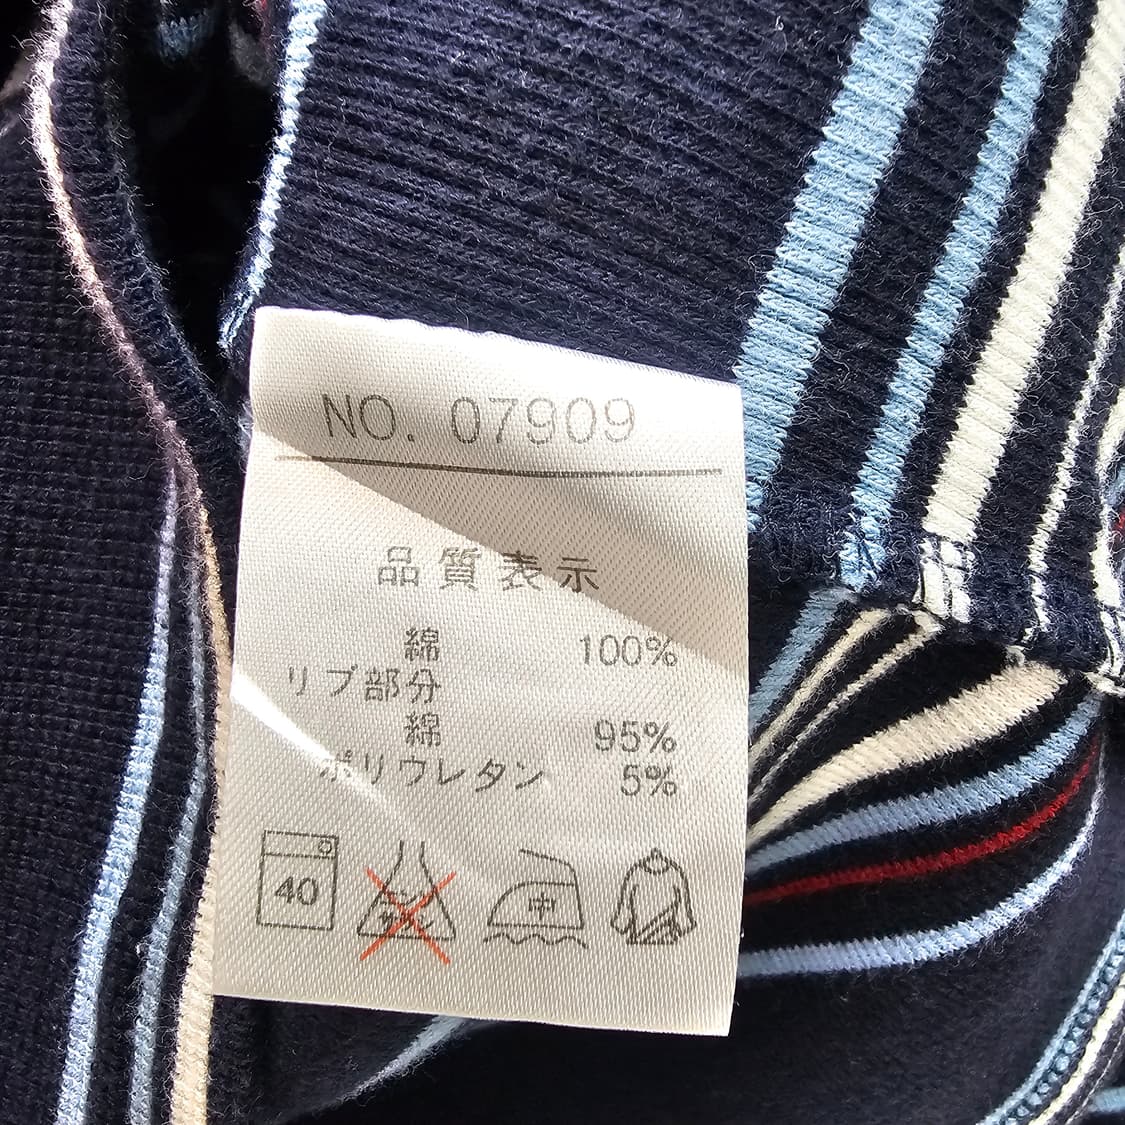 NO. 07909
品質表示
綿 100%
リブ部分
綿 95%
ポリウレタン 5%
40
中